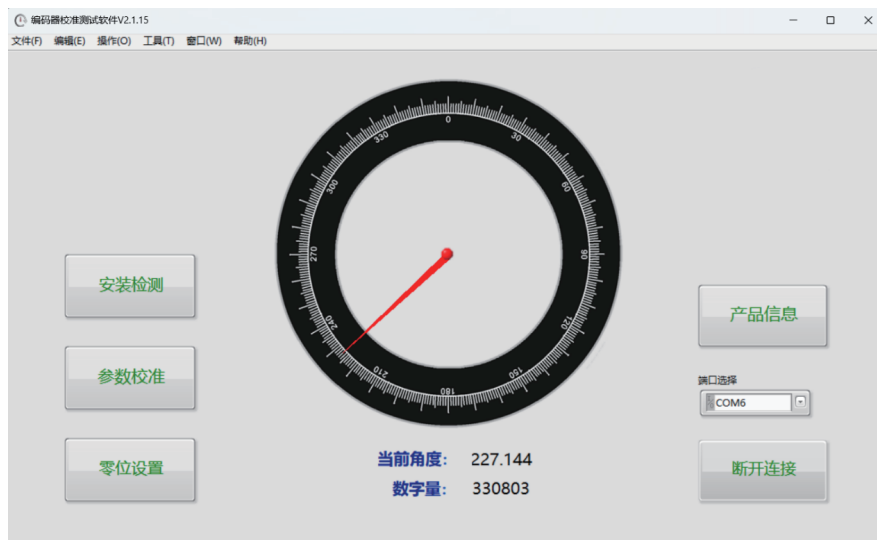 编码器校准测试软件V2.1.15
文件(F) 编辑(E) 操作(O) 工具(T) 窗口(W) 帮助(H)
0
30
60
90
120
150
180
210
240
270
300
330
安装检测
参数校准
零位设置
当前角度: 227.144
数字量: 330803
产品信息
端口选择
COM6
断开连接